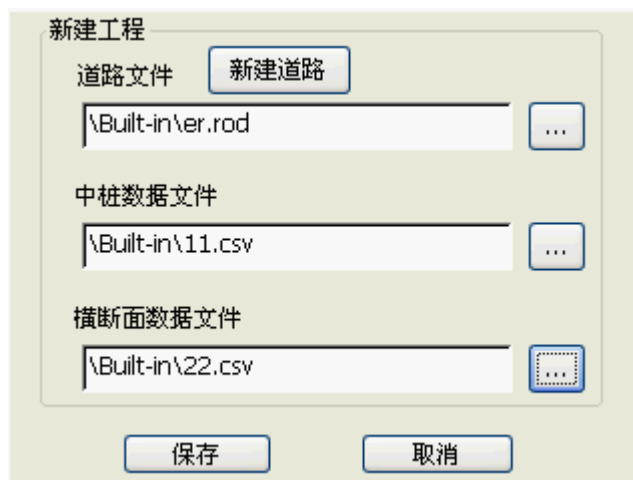 新建工程
道路文件 新建道路
\Built-in\er.rod ...
中桩数据文件
\Built-in\11.csv ...
横断面数据文件
\Built-in\22.csv ...
保存 取消